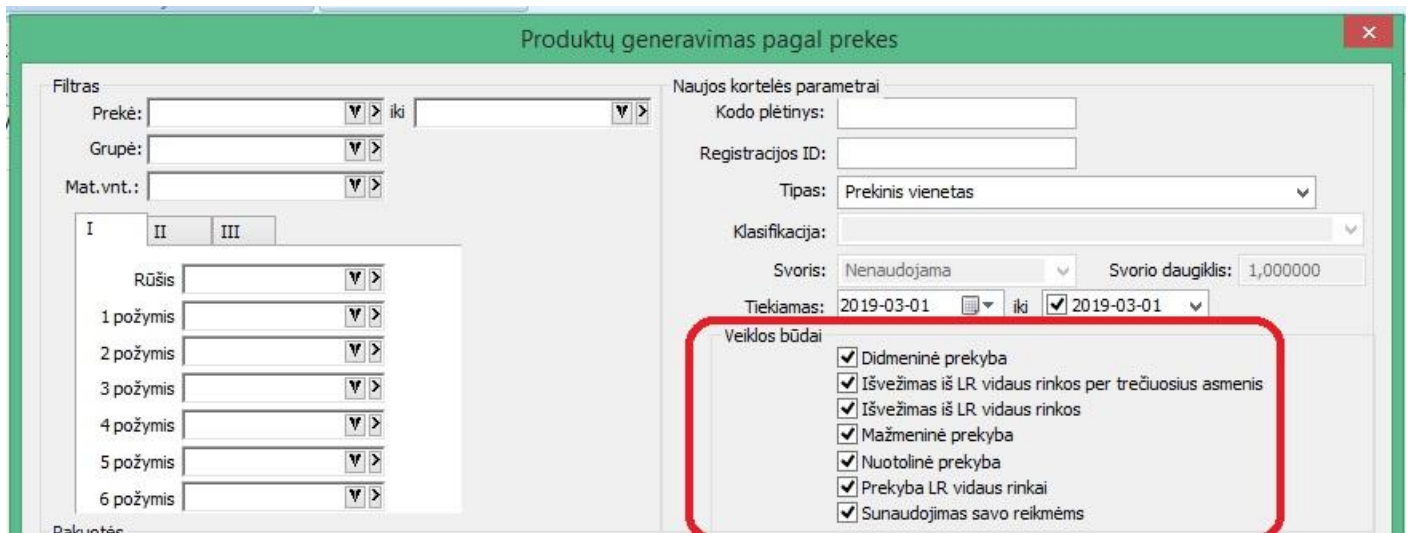 Produktų generavimas pagal prekes
Filtras
Prekė: iki
Grupė:
Mat.vnt.:
I II III
Rūšis
1 požymis
2 požymis
3 požymis
4 požymis
5 požymis
6 požymis
Pakuotės
Naujos kortelės parametrai
Kodo plėtinys:
Registracijos ID:
Tipas: Prekinis vienetas
Klasifikacija:
Svoris: Nenaudojama Svorio daugiklis: 1,000000
Tiekiamas: 2019-03-01 iki 2019-03-01
Veiklos būdai
Didmeninė prekyba
Išvežimas iš LR vidaus rinkos per trečiuosius asmenis
Išvežimas iš LR vidaus rinkos
Mažmeninė prekyba
Nuotolinė prekyba
Prekyba LR vidaus rinkai
Sunaudojimas savo reikmėms